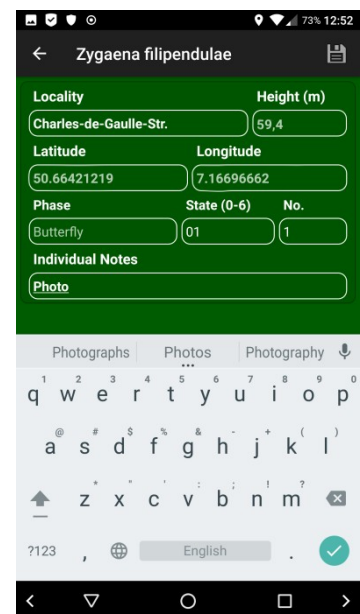 73% 12:52
Zygaena filipendulae
Locality Height (m)
Charles-de-Gaulle-Str. 59,4
Latitude Longitude
50.66421219 7.16696662
Phase State (0-6) No.
Butterfly 01 1
Individual Notes
Photo
Photographs Photos Photography
1 2 3 4 5 6 7 8 9 0
q w e r t y u i o p
@ # $ % & - + ( )
a s d f g h j k l
* " ' : ; ! ?
z x c v b n m
?123 , English .